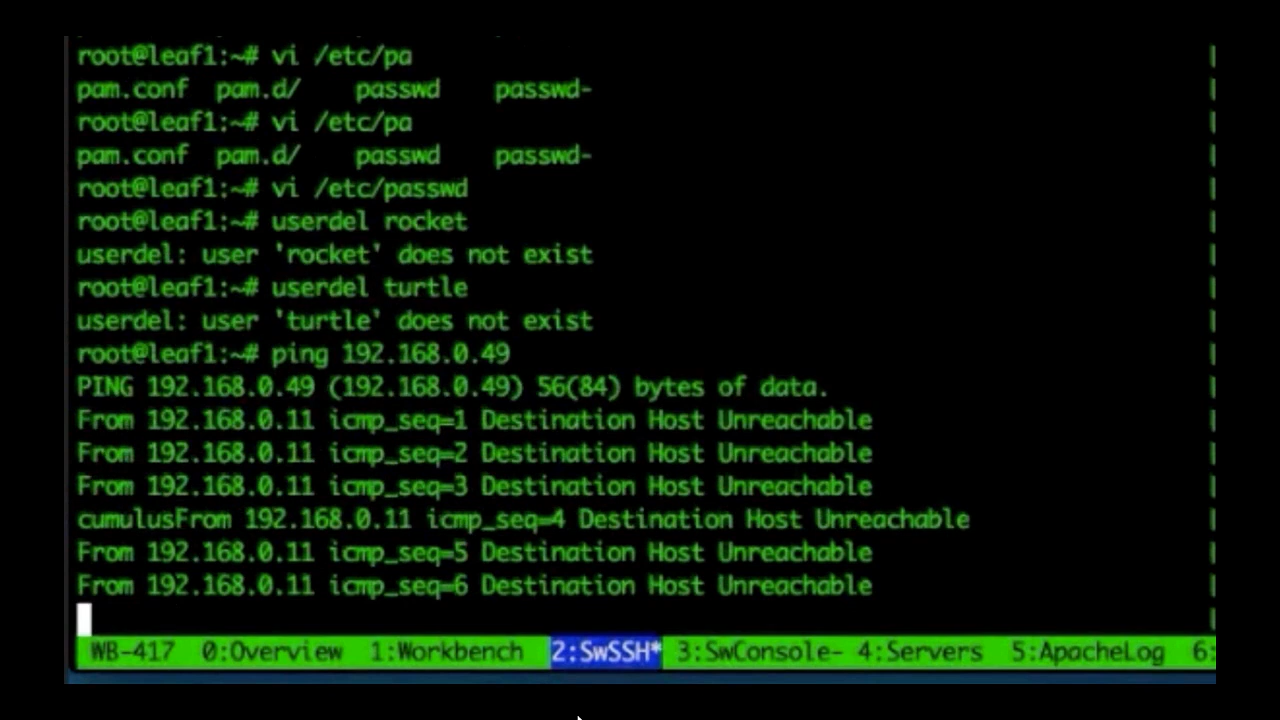 root@leaf1:~# vi /etc/pa
pam.conf  pam.d/    passwd    passwd-
root@leaf1:~# vi /etc/pa
pam.conf  pam.d/    passwd    passwd-
root@leaf1:~# vi /etc/passwd
root@leaf1:~# userdel rocket
userdel: user 'rocket' does not exist
root@leaf1:~# userdel turtle
userdel: user 'turtle' does not exist
root@leaf1:~# ping 192.168.0.49
PING 192.168.0.49 (192.168.0.49) 56(84) bytes of data.
From 192.168.0.11 icmp_seq=1 Destination Host Unreachable
From 192.168.0.11 icmp_seq=2 Destination Host Unreachable
From 192.168.0.11 icmp_seq=3 Destination Host Unreachable
cumulusFrom 192.168.0.11 icmp_seq=4 Destination Host Unreachable
From 192.168.0.11 icmp_seq=5 Destination Host Unreachable
From 192.168.0.11 icmp_seq=6 Destination Host Unreachable
WB-417  0:Overview  1:Workbench  2:SwSSH* 3:SwConsole- 4:Servers  5:ApacheLog  6: